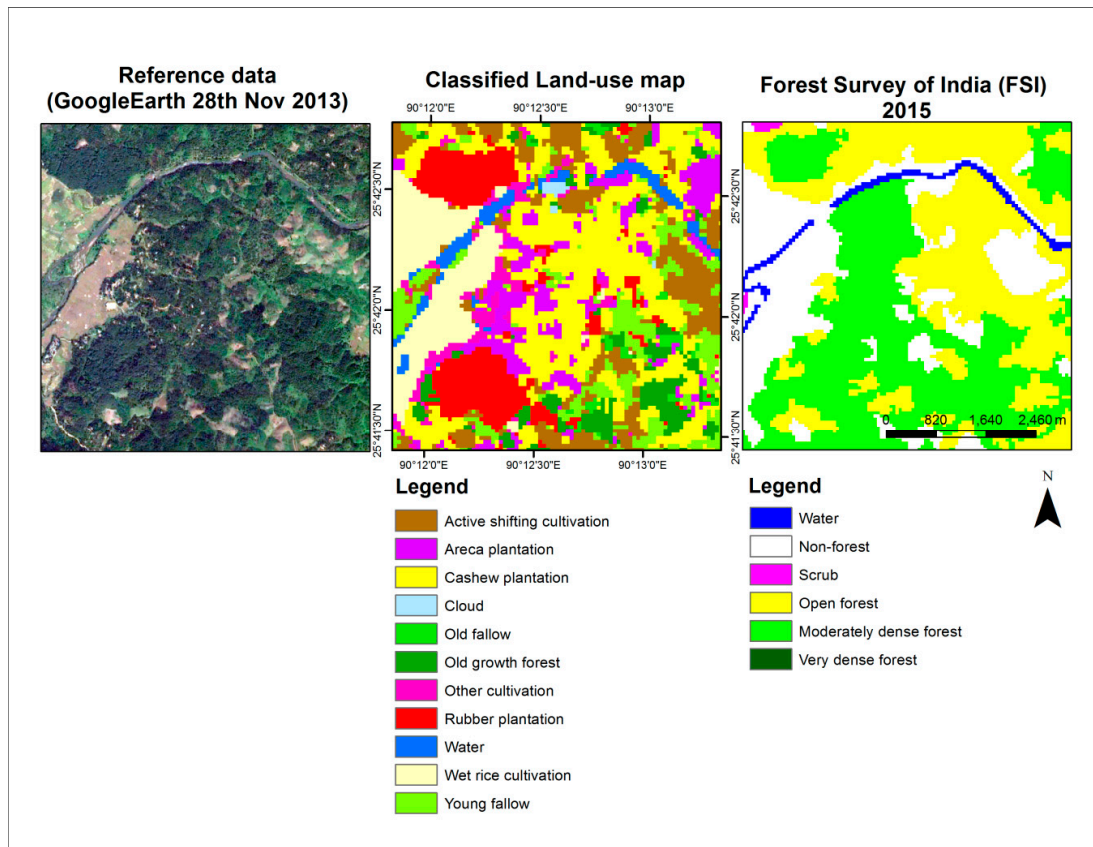 Reference data
(GoogleEarth 28th Nov 2013)
Classified Land-use map
Forest Survey of India (FSI)
2015
90°12'0"E 90°12'30"E 90°13'0"E
25°42'30"N
25°42'0"N
25°41'30"N
25°42'30"N
25°42'0"N
25°41'30"N
90°12'0"E 90°12'30"E 90°13'0"E
0 820 1,640 2,460 m
N
Legend
Active shifting cultivation
Areca plantation
Cashew plantation
Cloud
Old fallow
Old growth forest
Other cultivation
Rubber plantation
Water
Wet rice cultivation
Young fallow
Legend
Water
Non-forest
Scrub
Open forest
Moderately dense forest
Very dense forest